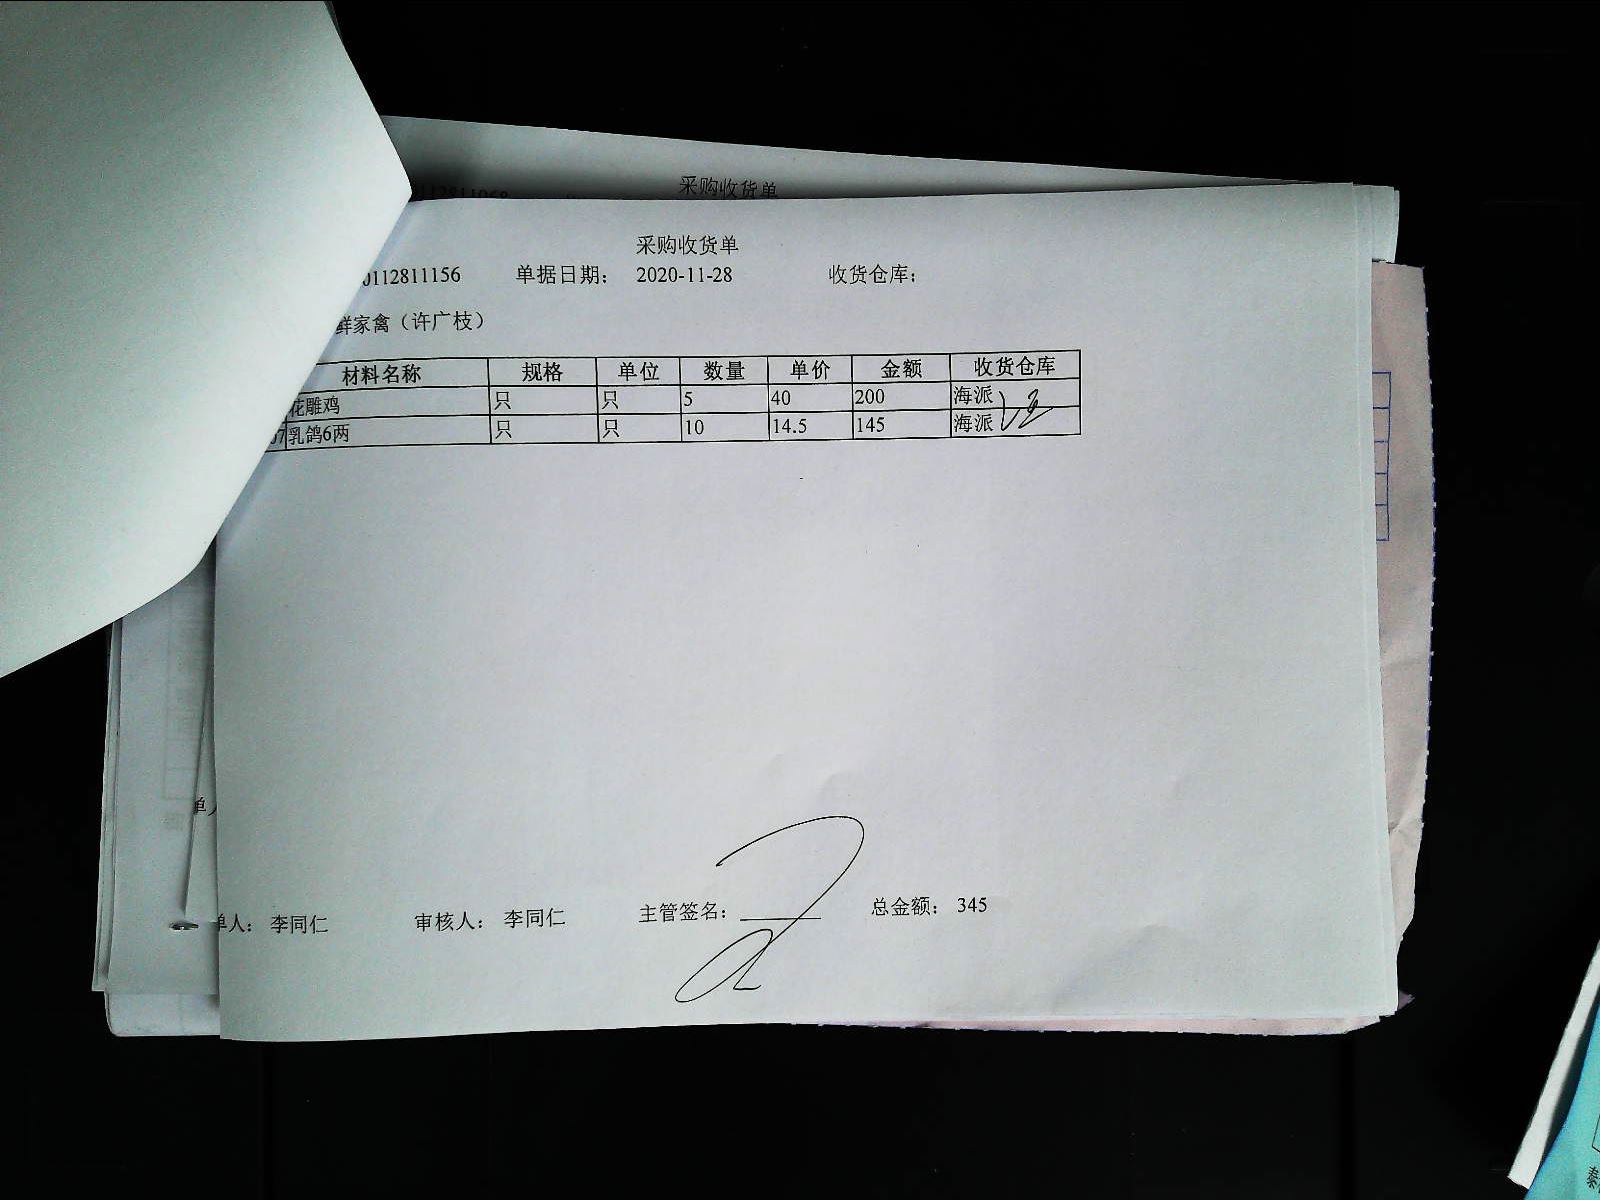 采购收货单
采购收货单
0112811156 单据日期： 2020-11-28 收货仓库：
鲜家禽（许广枝）
材料名称 规格 单位 数量 单价 金额 收货仓库
花雕鸡 只 只 5 40 200 海派
07 乳鸽6两 只 只 10 14.5 145 海派
单人： 李同仁 审核人： 李同仁 主管签名： 总金额： 345